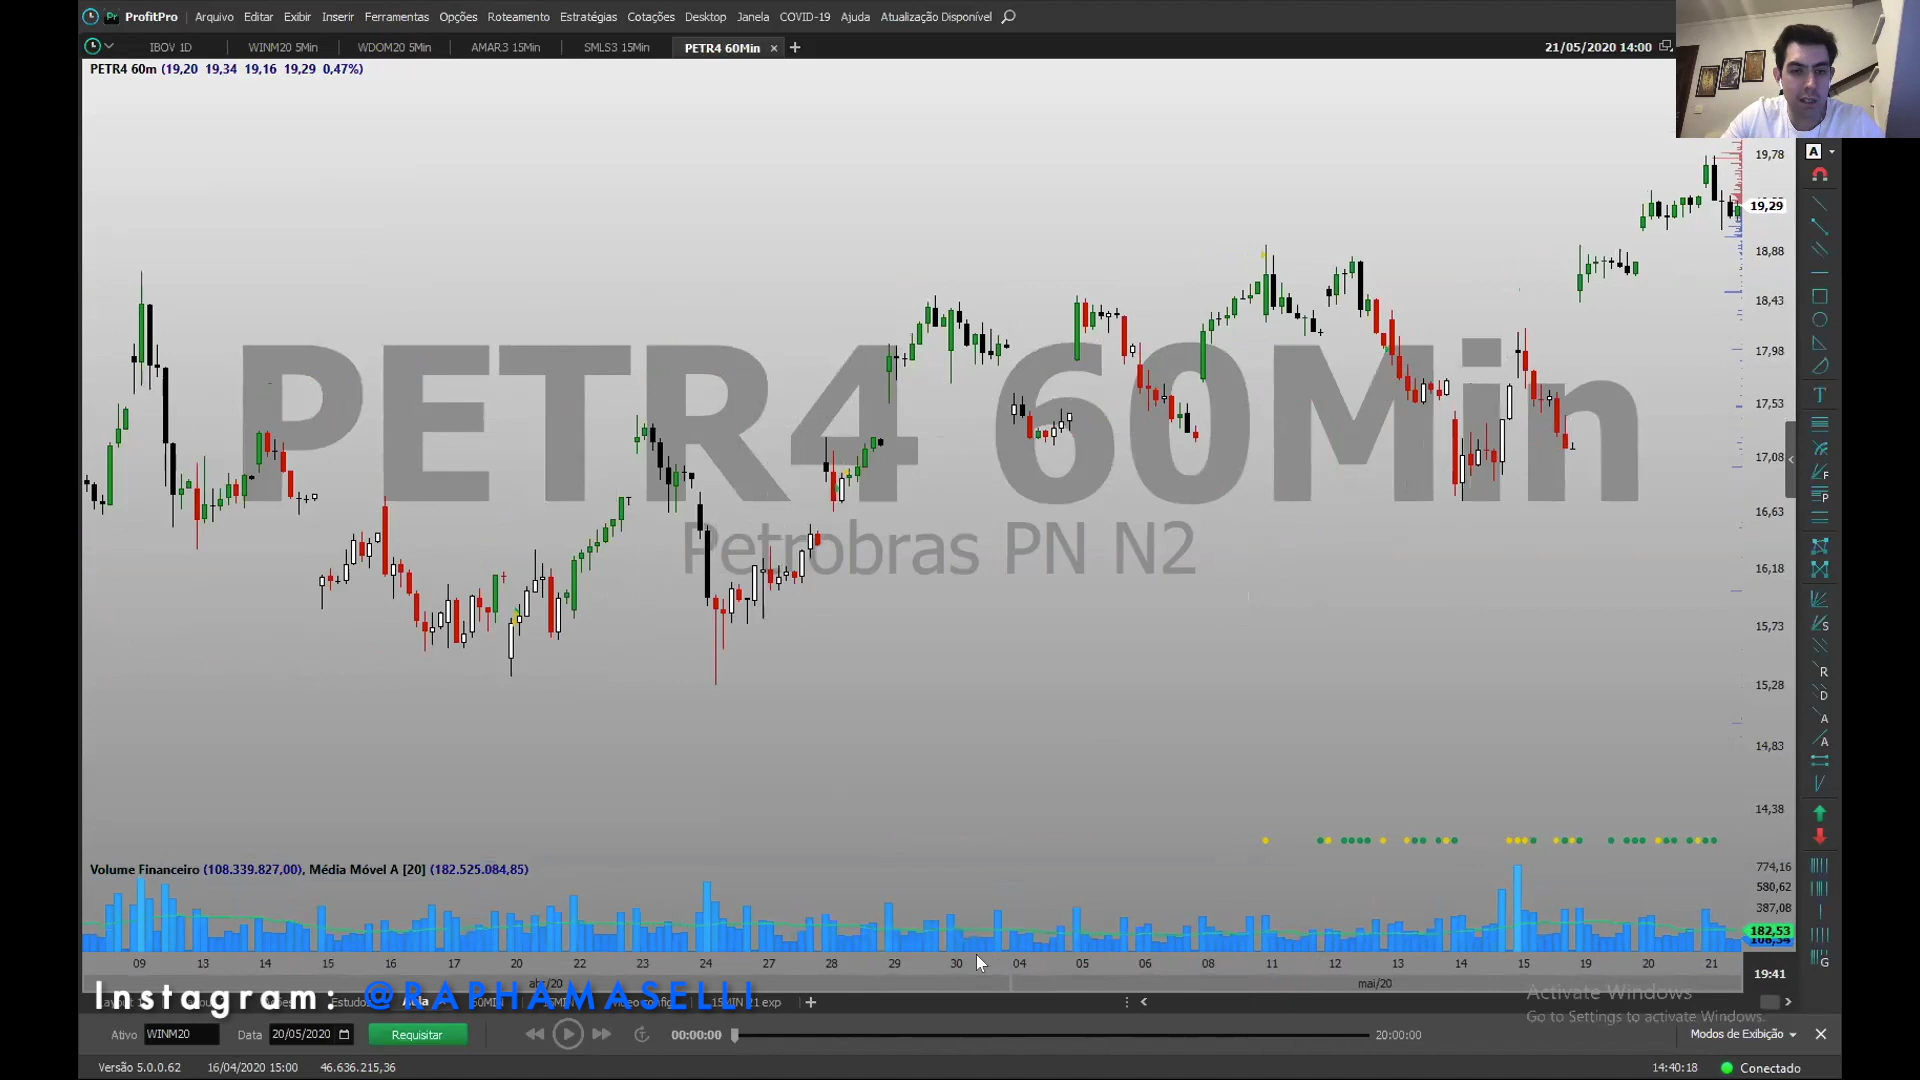 ProfitPro Arquivo Editar Exibir Inserir Ferramentas Opções Roteamento Estratégias Cotações Desktop Janela COVID-19 Ajuda Atualização Disponível
IBOV 1D WINM20 5Min WDOM20 5Min AMAR3 15Min SMLS3 15Min PETR4 60Min 21/05/2020 14:00
PETR4 60m (19,20 19,34 19,16 19,29 0,47%)
19,78
19,29
18,88
18,43
17,98
17,53
17,08
16,63
16,18
15,73
15,28
14,83
14,38
PETR4 60Min
Petrobras PN N2
Volume Financeiro (108.339.827,00), Média Móvel A [20] (182.525.084,85)
774,16
580,62
387,08
182,53
09 13 14 15 16 17 20 22 23 24 27 28 29 30 04 05 06 08 11 12 13 14 15 19 20 21
19:41
mai/20
Instagram: @RAPHAMASELLI
15MIN 21 exp
Activate Windows
Go to Settings to activate Windows.
Ativo WINM20 Data 20/05/2020 Requisitar 00:00:00 20:00:00 Modos de Exibição
Versão 5.0.0.62 16/04/2020 15:00 46.636.215,36 14:40:18 Conectado